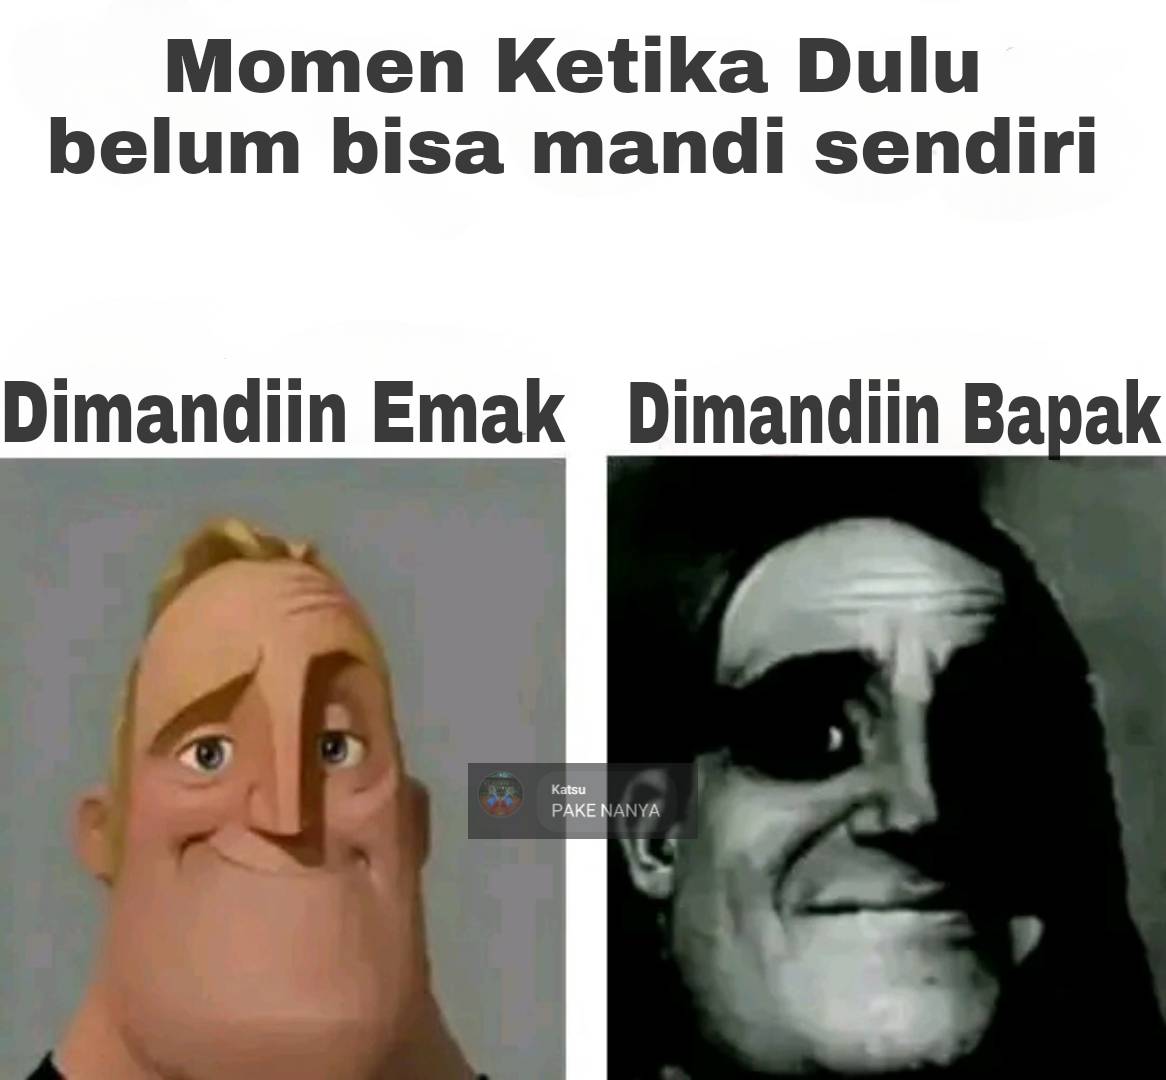 Momen Ketika Dulu
belum bisa mandi sendiri
Dimandiin Emak
Dimandiin Bapak
Katsu
PAKE NANYA